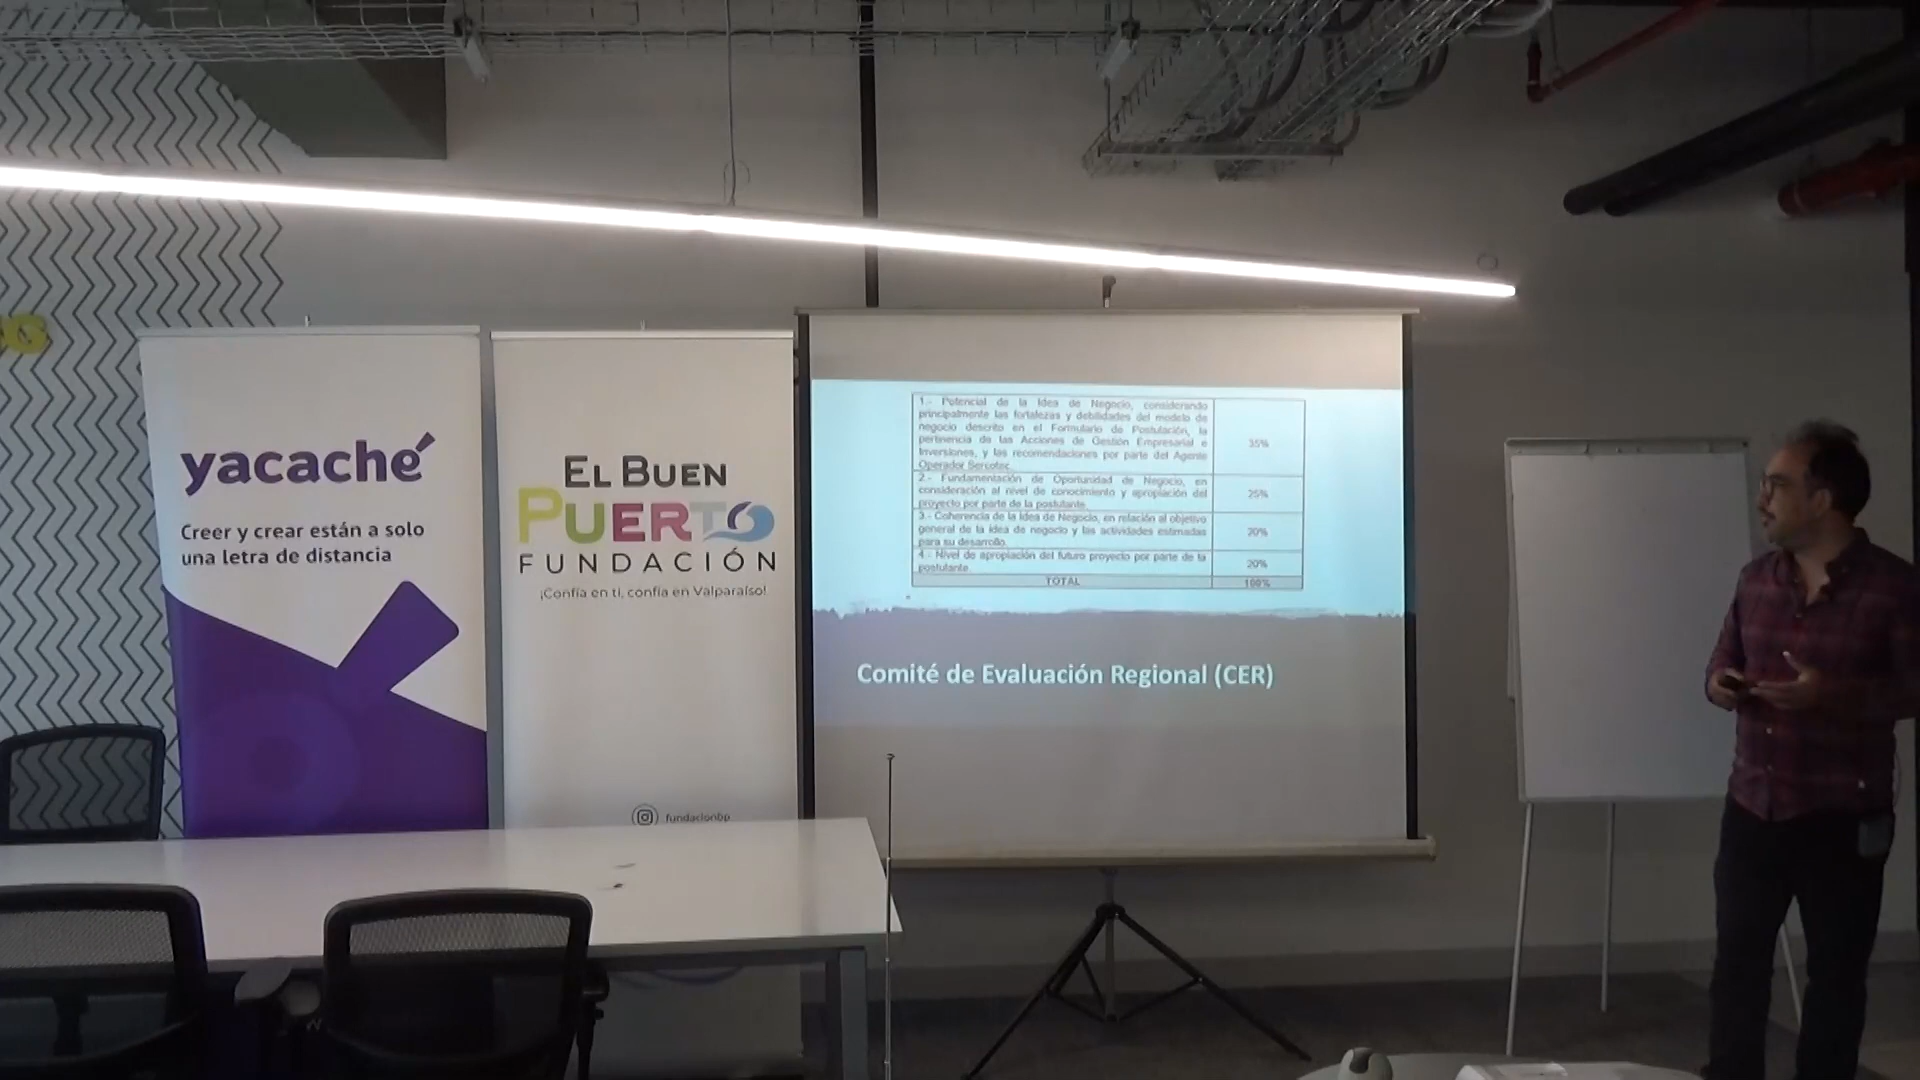 yacaché
Creer y crear están a solo
una letra de distancia
EL BUEN
PUERTO
FUNDACIÓN
¡Confía en ti, confía en Valparaíso!
fundacionbp
1.- Potencial de la Idea de Negocio, considerando
principalmente las fortalezas y debilidades del modelo de
negocio descrito en el Formulario de Postulación, la
pertinencia de las Acciones de Gestión Empresarial e
Inversiones, y las recomendaciones por parte del Agente
Operador Sercotec.
35%
2.- Fundamentación de Oportunidad de Negocio, en
consideración al nivel de conocimiento y apropiación del
proyecto por parte de la postulante.
25%
3.- Coherencia de la Idea de Negocio, en relación al objetivo
general de la idea de negocio y las actividades estimadas
para su desarrollo.
20%
4.- Nivel de apropiación del futuro proyecto por parte de la
postulante.
20%
TOTAL
100%
Comité de Evaluación Regional (CER)